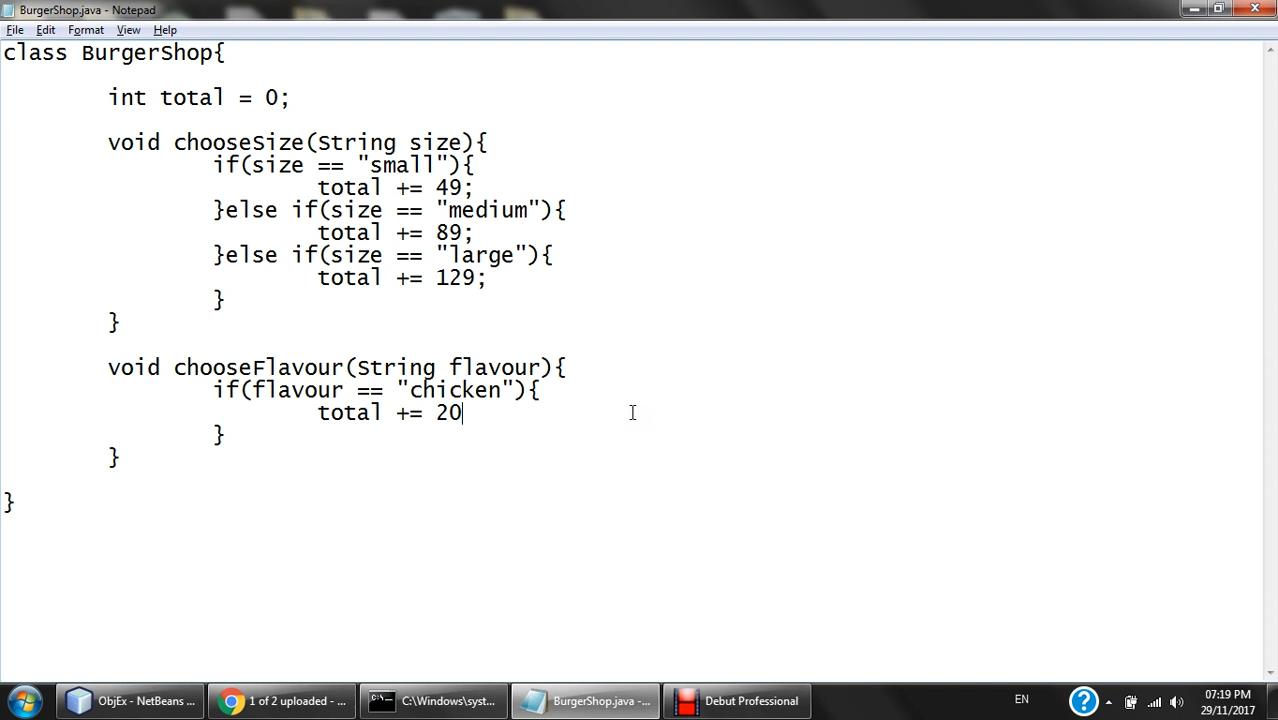 BurgerShop.java - Notepad
File Edit Format View Help
class BurgerShop{
int total = 0;
void chooseSize(String size){
if(size == "small"){
total += 49;
}else if(size == "medium"){
total += 89;
}else if(size == "large"){
total += 129;
}
}
void chooseFlavour(String flavour){
if(flavour == "chicken"){
total += 20
}
}
}
ObjEx - NetBeans ...
1 of 2 uploaded - ...
C:\Windows\syst...
BurgerShop.java -...
Debut Professional
EN
07:19 PM
29/11/2017